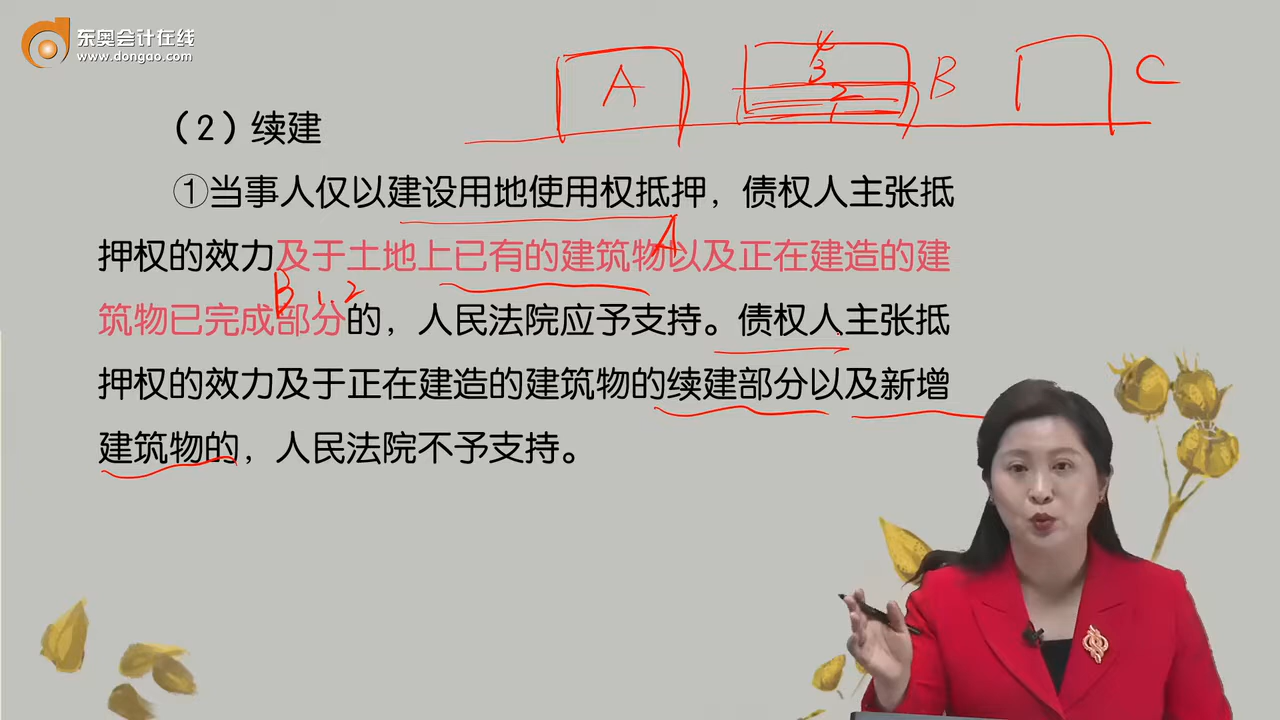 东奥会计在线
www.dongao.com
A
4
3
2
1
B
C
（2）续建
①当事人仅以建设用地使用权抵押，债权人主张抵
押权的效力及于土地上已有的建筑物以及正在建造的建
A
筑物已完成部分的，人民法院应予支持。债权人主张抵
B 1、2
押权的效力及于正在建造的建筑物的续建部分以及新增
建筑物的，人民法院不予支持。